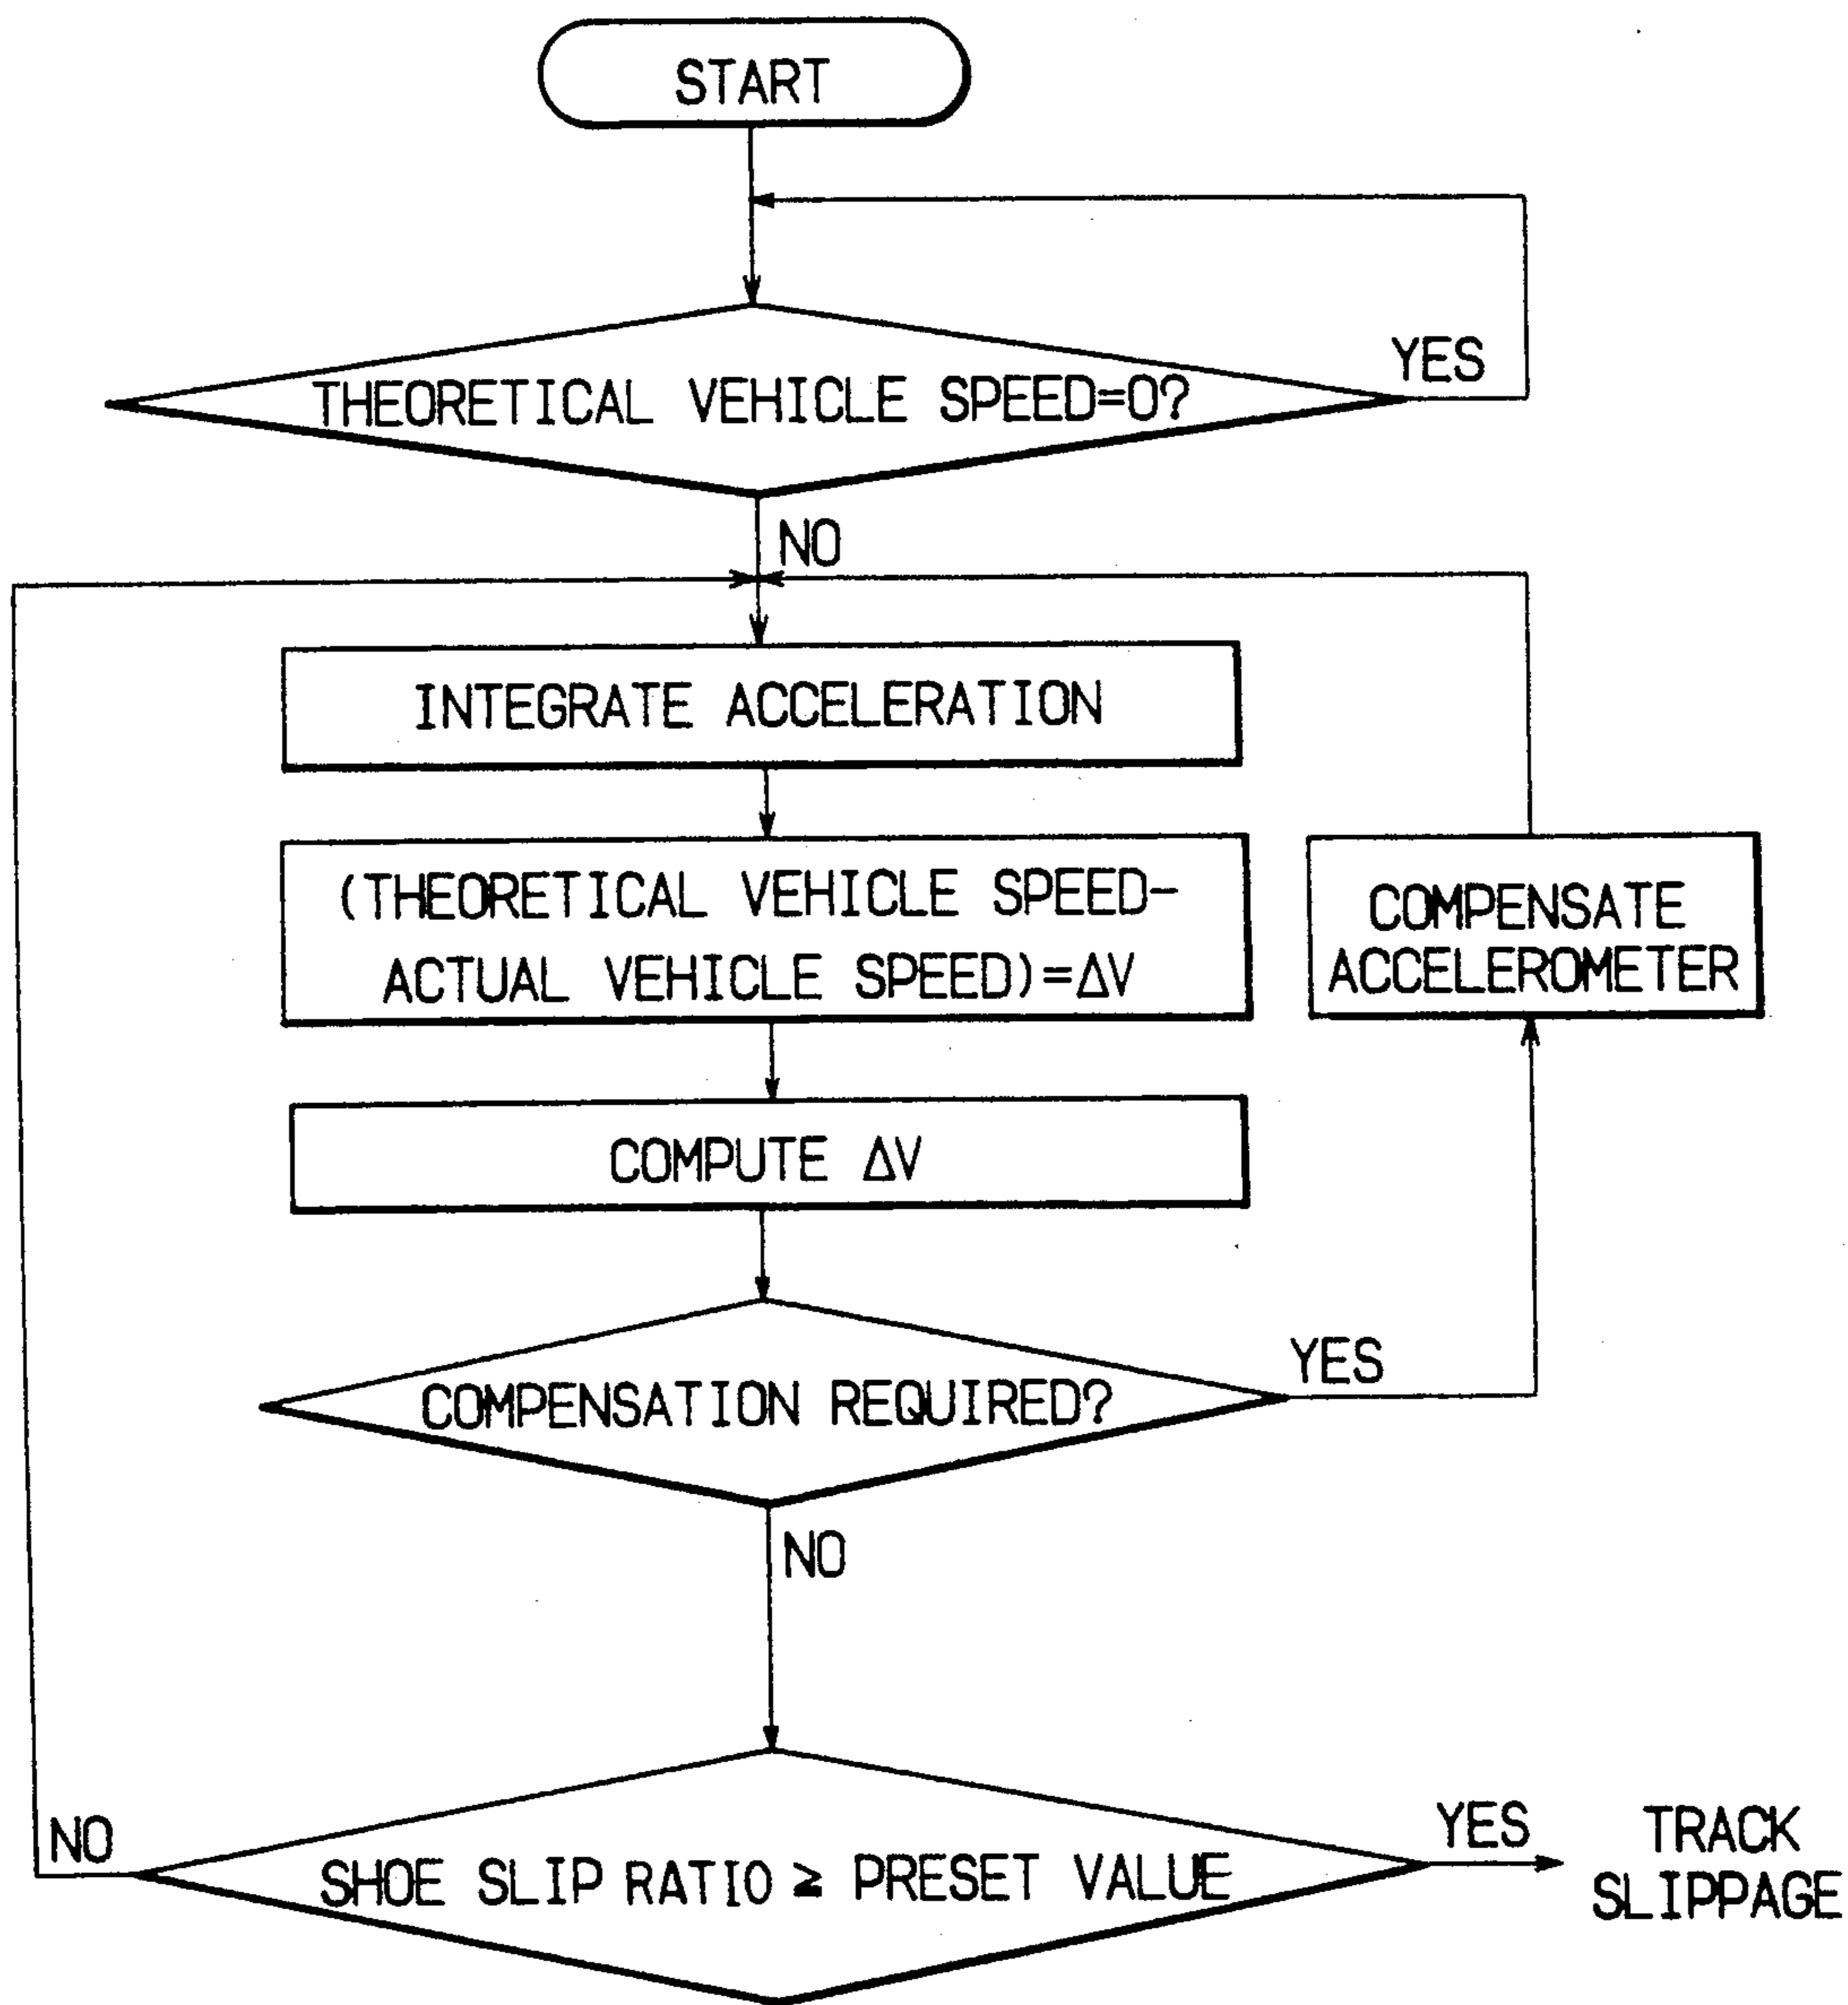 START
YES
THEORETICAL VEHICLE SPEED=0?
NO
INTEGRATE ACCELERATION
(THEORETICAL VEHICLE SPEED-
ACTUAL VEHICLE SPEED)=ΔV
COMPENSATE
ACCELEROMETER
COMPUTE ΔV
YES
COMPENSATION REQUIRED?
NO
NO
SHOE SLIP RATIO ≥ PRESET VALUE
YES
TRACK
SLIPPAGE